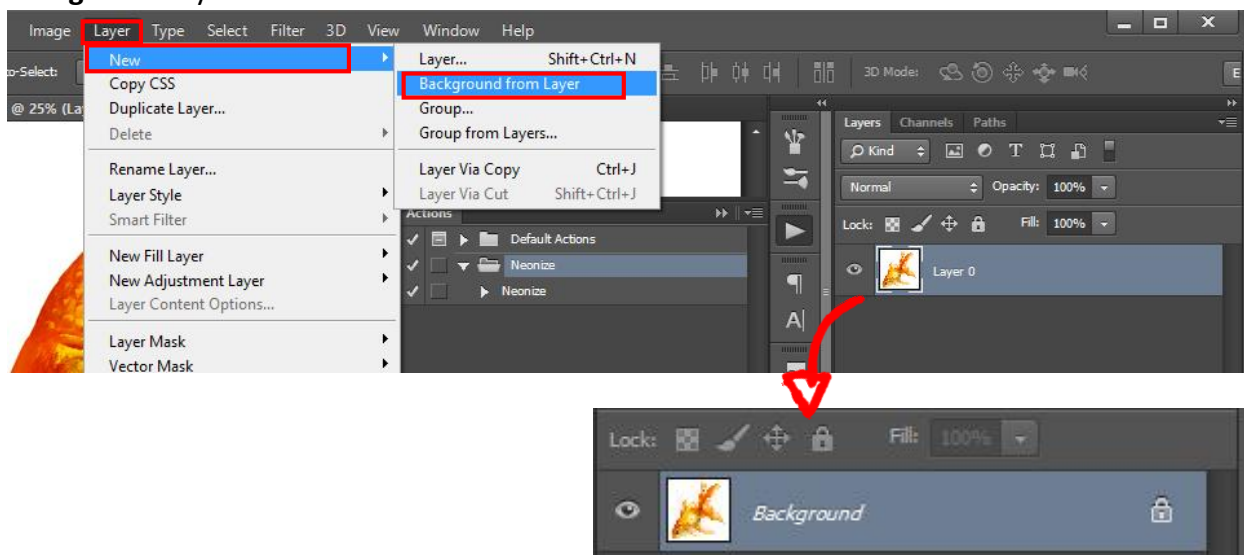 Image Layer Type Select Filter 3D View Window Help
to-Select:
3D Mode:
@ 25% (La
New
Copy CSS
Duplicate Layer...
Delete
Rename Layer...
Layer Style
Smart Filter
New Fill Layer
New Adjustment Layer
Layer Content Options...
Layer Mask
Vector Mask
Layer... Shift+Ctrl+N
Background from Layer
Group...
Group from Layers...
Layer Via Copy Ctrl+J
Layer Via Cut Shift+Ctrl+J
Actions
Default Actions
Neonize
Neonize
Layers Channels Paths
Kind
Normal Opacity: 100%
Lock: Fill: 100%
Layer 0
Lock: Fill: 100%
Background